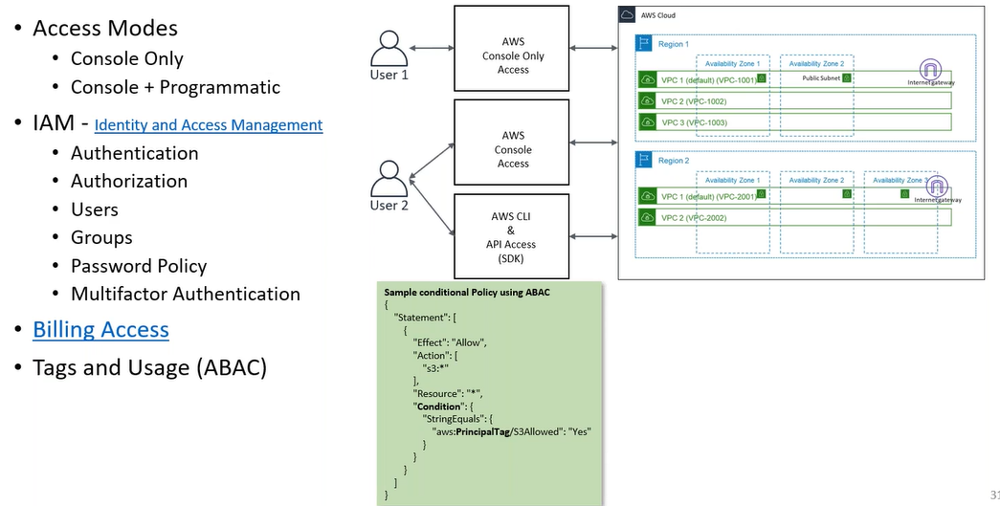 • Access Modes
• Console Only
• Console + Programmatic
• IAM - Identity and Access Management
• Authentication
• Authorization
• Users
• Groups
• Password Policy
• Multifactor Authentication
• Billing Access
• Tags and Usage (ABAC)
User 1
User 2
AWS
Console Only
Access
AWS
Console
Access
AWS CLI
&
API Access
(SDK)
AWS Cloud
Region 1
Availability Zone 1
Availability Zone 2
VPC 1 (default) (VPC-1001)
Public Subnet
Internet gateway
VPC 2 (VPC-1002)
VPC 3 (VPC-1003)
Region 2
Availability Zone 1
Availability Zone 2
Availability Zone 3
VPC 1 (default) (VPC-2001)
Internet gateway
VPC 2 (VPC-2002)
Sample conditional Policy using ABAC
{
"Statement": [
{
"Effect": "Allow",
"Action": [
"s3:*"
],
"Resource": "*",
"Condition": {
"StringEquals": {
"aws:PrincipalTag/S3Allowed": "Yes"
}
}
}
]
}
31